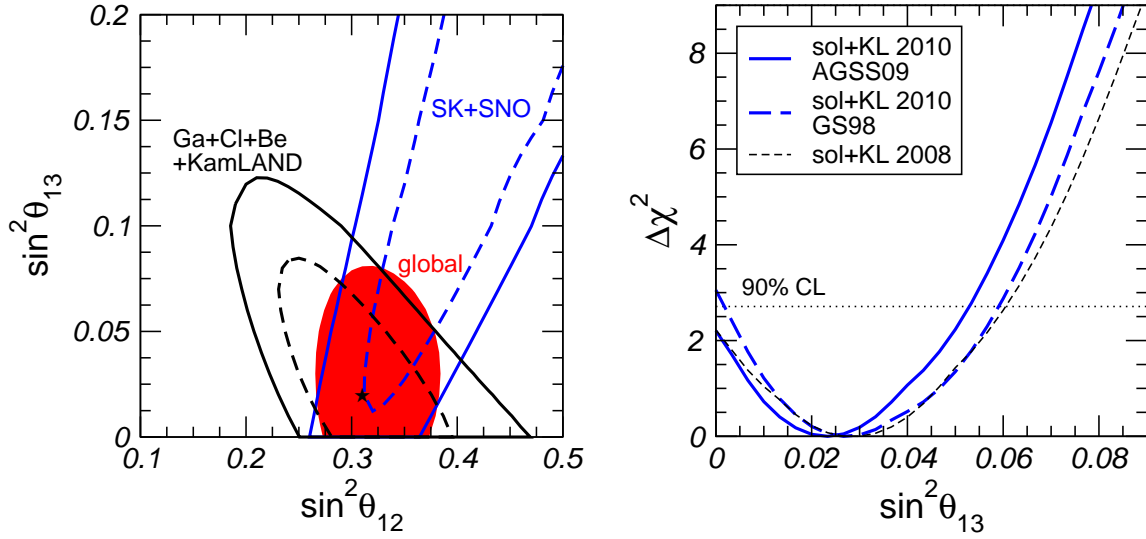 0.2
0.15
0.1
0.05
0
sin²θ₁₃
Ga+Cl+Be
+KamLAND
SK+SNO
global
0.1
0.2
0.3
0.4
0.5
sin²θ₁₂
8
6
4
2
0
Δχ²
sol+KL 2010
AGSS09
sol+KL 2010
GS98
sol+KL 2008
90% CL
0
0.02
0.04
0.06
0.08
sin²θ₁₃